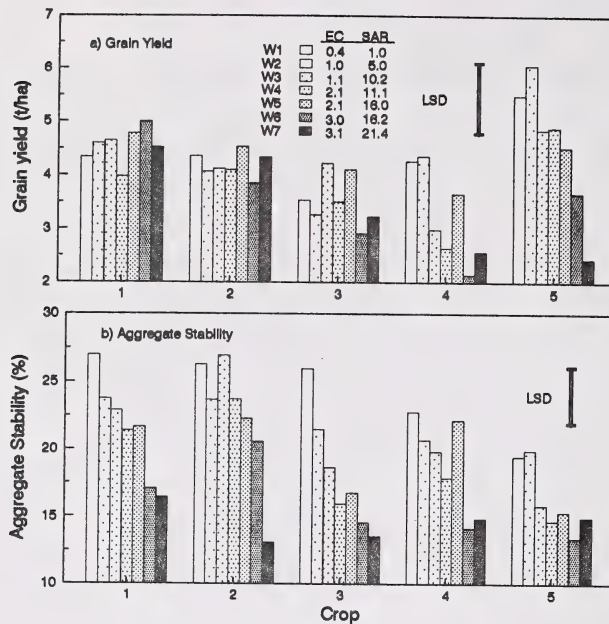 a) Grain Yield
EC SAR
W1 0.4 1.0
W2 1.0 5.0
W3 1.1 10.2
W4 2.1 11.1
W5 2.1 16.0
W6 3.0 16.2
W7 3.1 21.4
LSD
Grain yield (t/ha)
7
6
5
4
3
2
1 2 3 4 5
b) Aggregate Stability
LSD
Aggregate Stability (%)
30
25
20
15
10
1 2 3 4 5
Crop